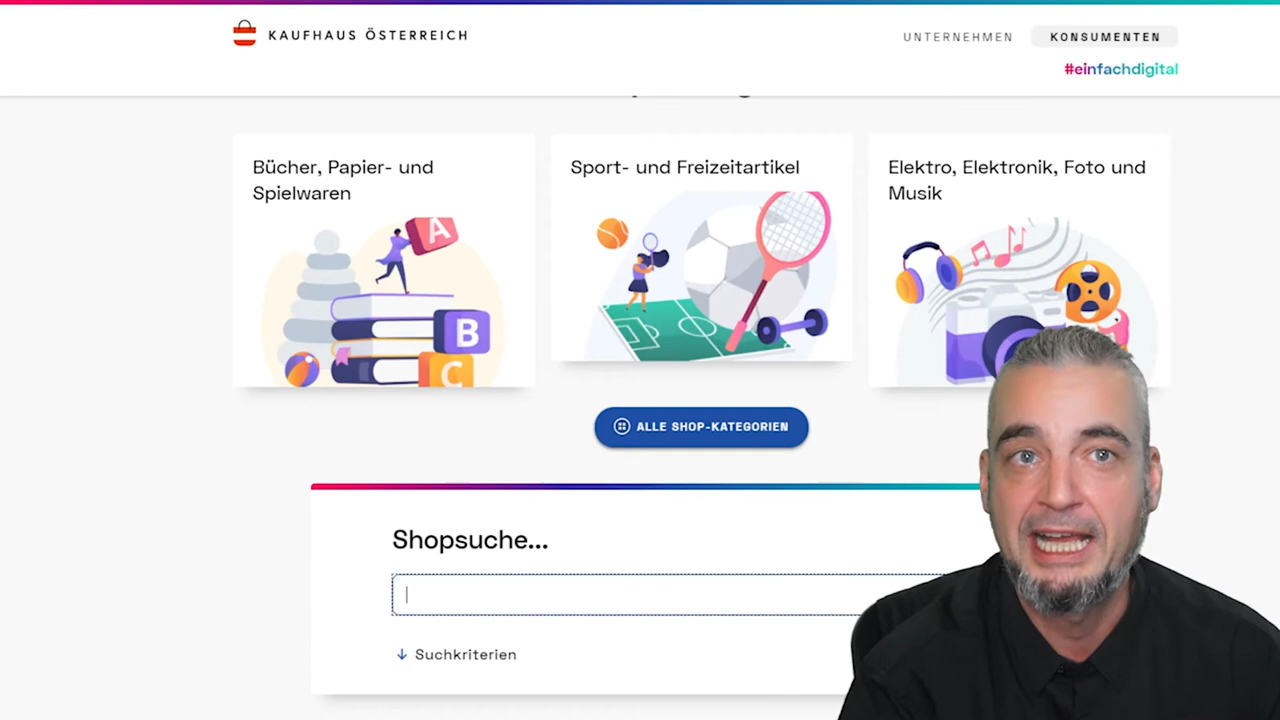 KAUFHAUS ÖSTERREICH
UNTERNEHMEN
KONSUMENTEN
#einfachdigital
Bücher, Papier- und
Spielwaren
A
B
C
Sport- und Freizeitartikel
Elektro, Elektronik, Foto und
Musik
ALLE SHOP-KATEGORIEN
Shopsuche...
Suchkriterien